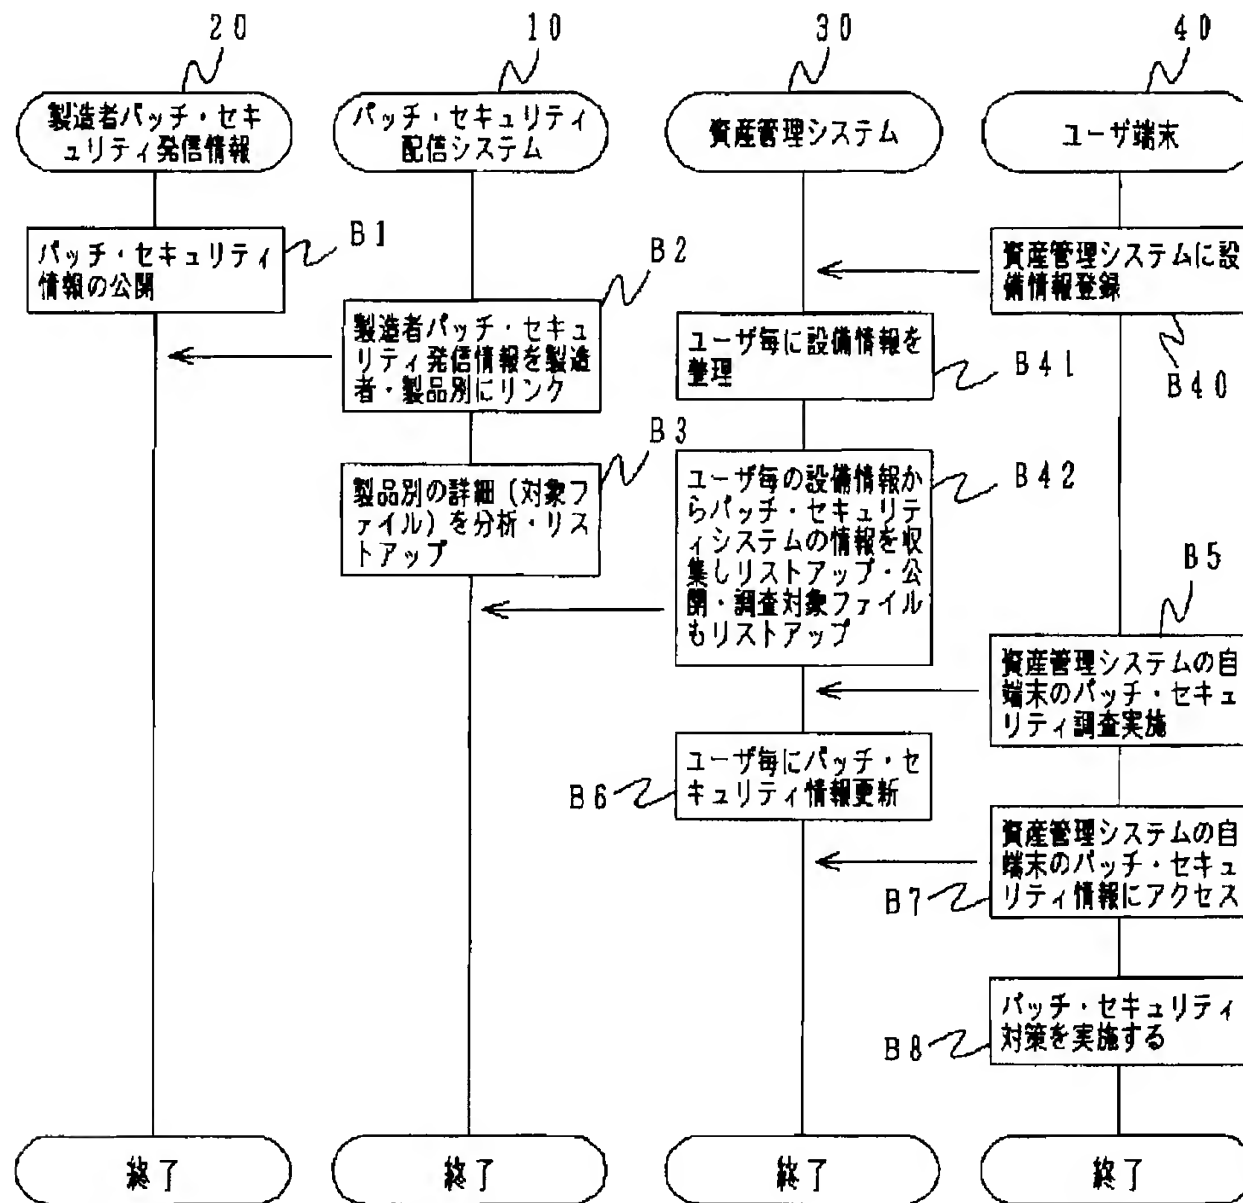 20
10
30
40
製造者パッチ・セキ
ュリティ発信情報
パッチ・セキュリティ
配信システム
資産管理システム
ユーザ端末
パッチ・セキュリティ
情報の公開
B1
製造者パッチ・セキュ
リティ発信情報を製造
者・製品別にリンク
B2
製品別の詳細(対象フ
ァイル)を分析・リス
トアップ
B3
資産管理システムに設
備情報登録
B40
ユーザ毎に設備情報を
整理
B41
ユーザ毎の設備情報か
らパッチ・セキュリテ
ィシステムの情報を収
集しリストアップ・公
開・調査対象ファイル
もリストアップ
B42
資産管理システムの自
端末のパッチ・セキュ
リティ調査実施
B5
ユーザ毎にパッチ・セ
キュリティ情報更新
B6
資産管理システムの自
端末のパッチ・セキュ
リティ情報にアクセス
B7
パッチ・セキュリティ
対策を実施する
B8
終了
終了
終了
終了